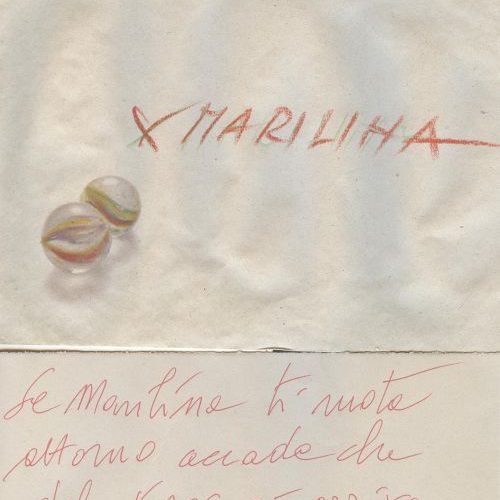 X MARILINA
Se Marilina ti ruota
attorno accade che